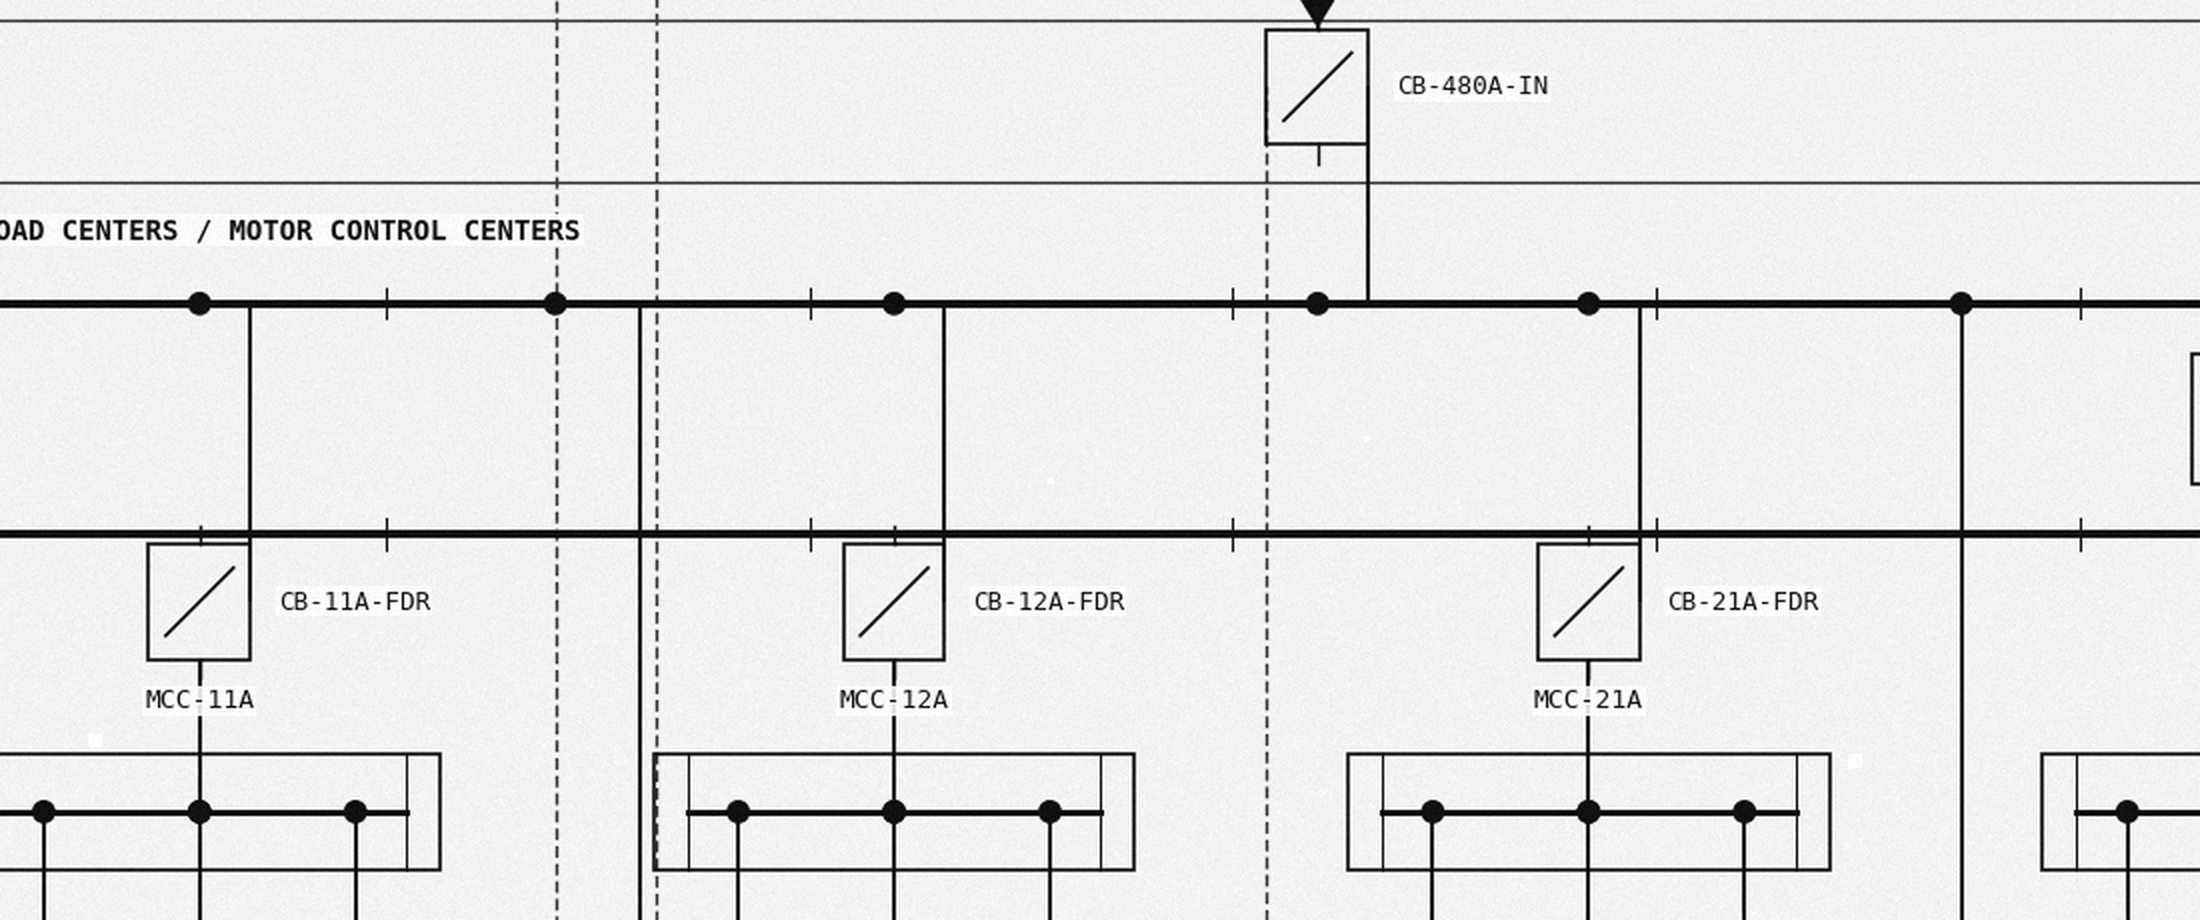 CB-480A-IN
OAD CENTERS / MOTOR CONTROL CENTERS
CB-11A-FDR
CB-12A-FDR
CB-21A-FDR
MCC-11A
MCC-12A
MCC-21A